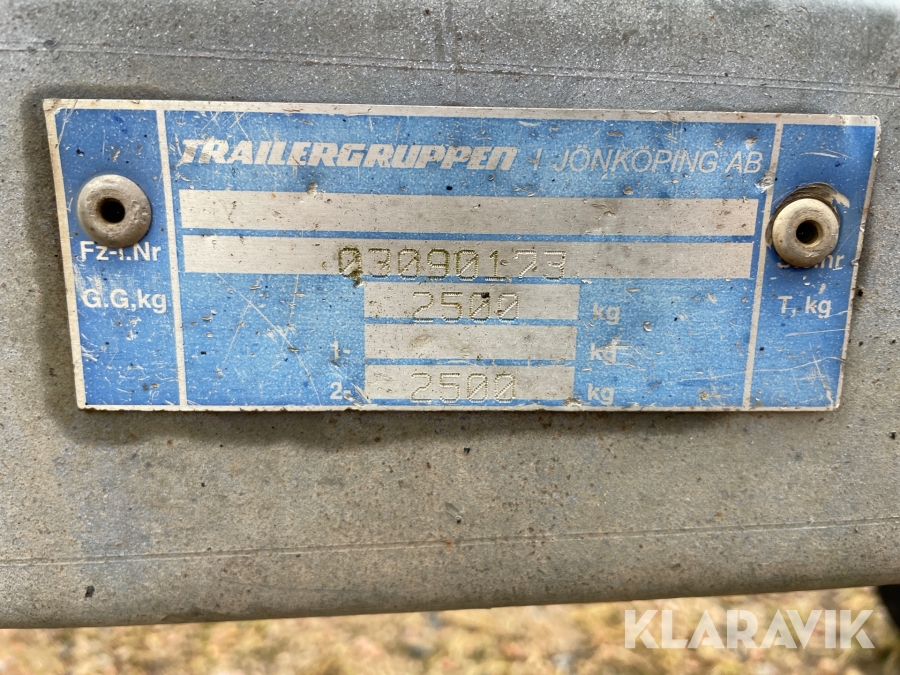 TRAILERGRUPPEN I JÖNKÖPING AB
Fz-I.Nr 03090173
G.G,kg 2500 kg T, kg
1- kg
2. 2500 kg
KLARAVIK